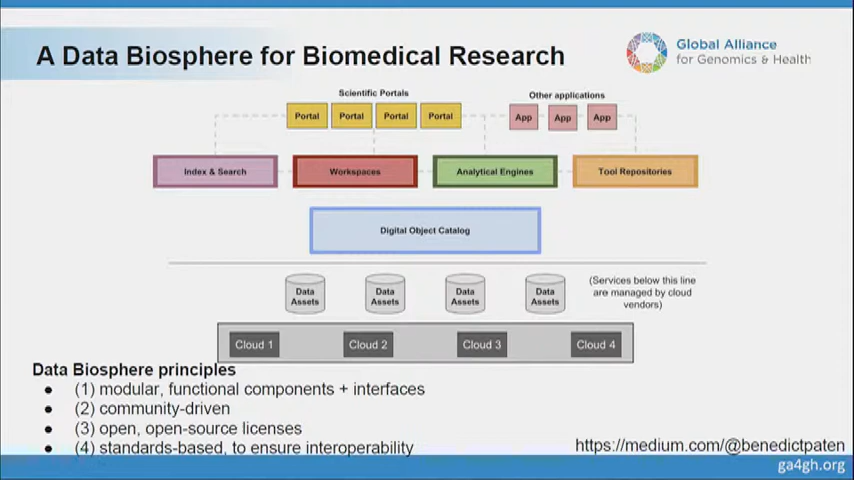 A Data Biosphere for Biomedical Research
Global Alliance
for Genomics & Health
Scientific Portals
Other applications
Portal
Portal
Portal
Portal
App
App
App
Index & Search
Workspaces
Analytical Engines
Tool Repositories
Digital Object Catalog
Data
Assets
Data
Assets
Data
Assets
Data
Assets
(Services below this line
are managed by cloud
vendors)
Cloud 1
Cloud 2
Cloud 3
Cloud 4
Data Biosphere principles
● (1) modular, functional components + interfaces
● (2) community-driven
● (3) open, open-source licenses
● (4) standards-based, to ensure interoperability
https://medium.com/@benedictpaten
ga4gh.org